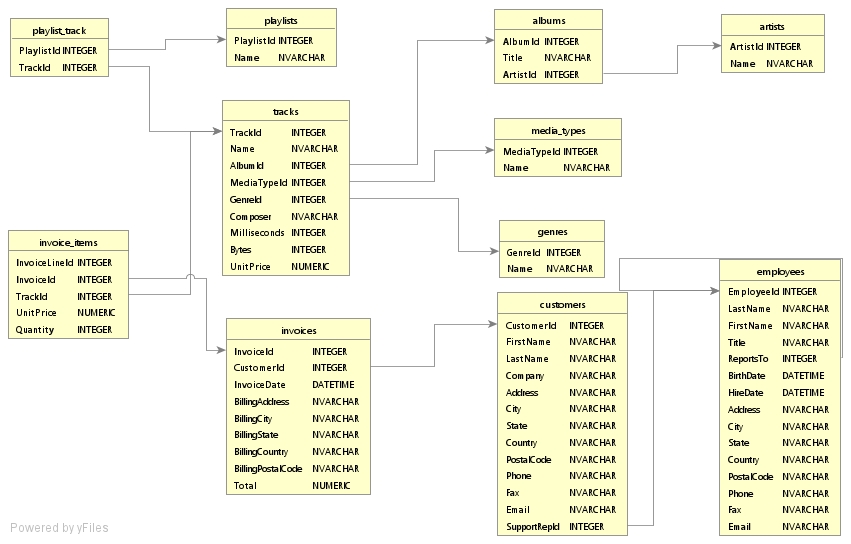 playlist_track
PlaylistId INTEGER
TrackId INTEGER
playlists
PlaylistId INTEGER
Name NVARCHAR
albums
AlbumId INTEGER
Title NVARCHAR
ArtistId INTEGER
artists
ArtistId INTEGER
Name NVARCHAR
tracks
TrackId INTEGER
Name NVARCHAR
AlbumId INTEGER
MediaTypeId INTEGER
GenreId INTEGER
Composer NVARCHAR
Milliseconds INTEGER
Bytes INTEGER
UnitPrice NUMERIC
media_types
MediaTypeId INTEGER
Name NVARCHAR
genres
GenreId INTEGER
Name NVARCHAR
invoice_items
InvoiceLineId INTEGER
InvoiceId INTEGER
TrackId INTEGER
UnitPrice NUMERIC
Quantity INTEGER
invoices
InvoiceId INTEGER
CustomerId INTEGER
InvoiceDate DATETIME
BillingAddress NVARCHAR
BillingCity NVARCHAR
BillingState NVARCHAR
BillingCountry NVARCHAR
BillingPostalCode NVARCHAR
Total NUMERIC
customers
CustomerId INTEGER
FirstName NVARCHAR
LastName NVARCHAR
Company NVARCHAR
Address NVARCHAR
City NVARCHAR
State NVARCHAR
Country NVARCHAR
PostalCode NVARCHAR
Phone NVARCHAR
Fax NVARCHAR
Email NVARCHAR
SupportRepId INTEGER
employees
EmployeeId INTEGER
LastName NVARCHAR
FirstName NVARCHAR
Title NVARCHAR
ReportsTo INTEGER
BirthDate DATETIME
HireDate DATETIME
Address NVARCHAR
City NVARCHAR
State NVARCHAR
Country NVARCHAR
PostalCode NVARCHAR
Phone NVARCHAR
Fax NVARCHAR
Email NVARCHAR
Powered by yFiles